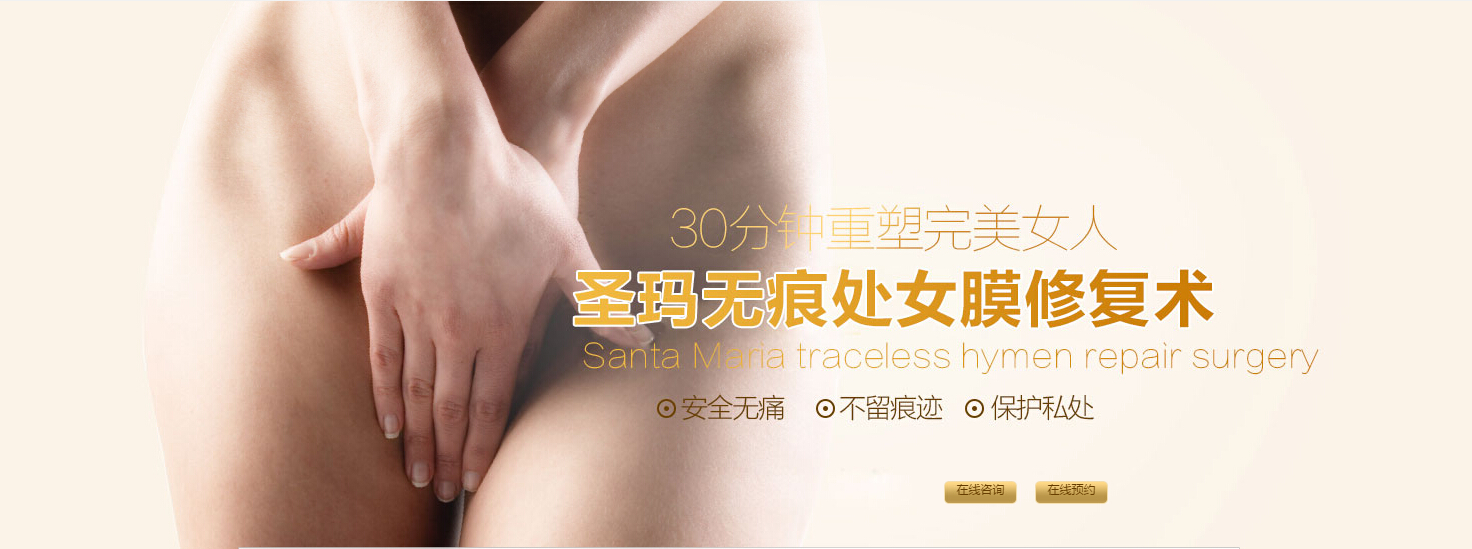 30分钟重塑完美女人
圣玛无痕处女膜修复术
Santa Maria traceless hymen repair surgery
安全无痛 不留痕迹 保护私处
在线咨询 在线预约